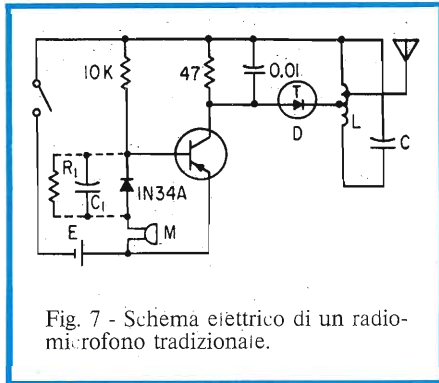 10K
47
0.01
T
D
L
C
R1
C1
1N34A
E
M
Fig. 7 - Schema elettrico di un radio-
microfono tradizionale.